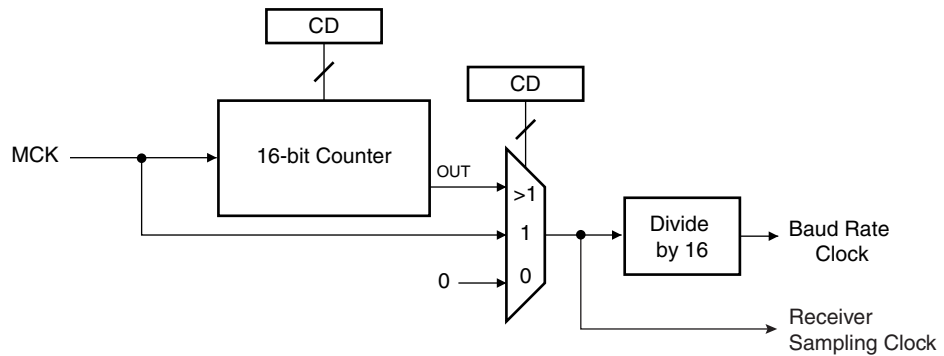 CD
CD
MCK
16-bit Counter
OUT
>1
1
0
0
Divide
by 16
Baud Rate
Clock
Receiver
Sampling Clock